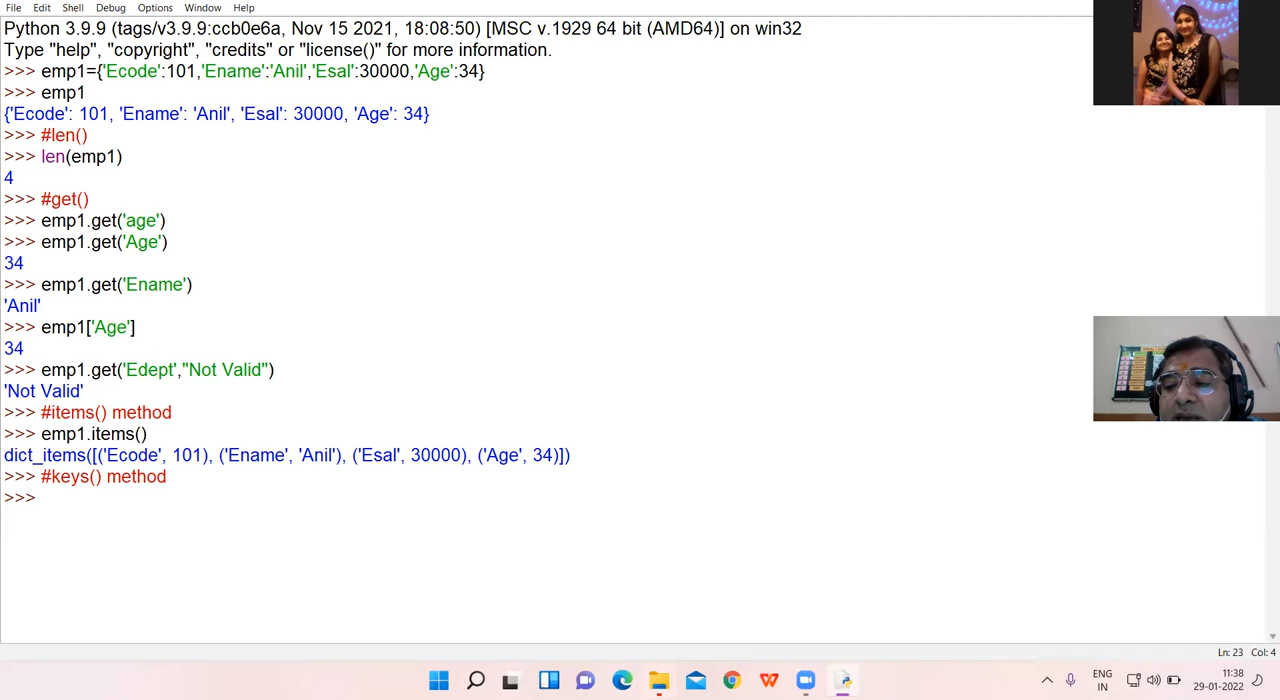 File Edit Shell Debug Options Window Help
Python 3.9.9 (tags/v3.9.9:ccb0e6a, Nov 15 2021, 18:08:50) [MSC v.1929 64 bit (AMD64)] on win32
Type "help", "copyright", "credits" or "license()" for more information.
>>> emp1={'Ecode':101,'Ename':'Anil','Esal':30000,'Age':34}
>>> emp1
{'Ecode': 101, 'Ename': 'Anil', 'Esal': 30000, 'Age': 34}
>>> #len()
>>> len(emp1)
4
>>> #get()
>>> emp1.get('age')
>>> emp1.get('Age')
34
>>> emp1.get('Ename')
'Anil'
>>> emp1['Age']
34
>>> emp1.get('Edept',"Not Valid")
'Not Valid'
>>> #items() method
>>> emp1.items()
dict_items([('Ecode', 101), ('Ename', 'Anil'), ('Esal', 30000), ('Age', 34)])
>>> #keys() method
>>>
Ln: 23 Col: 4
ENG
IN
11:38
29-01-2022